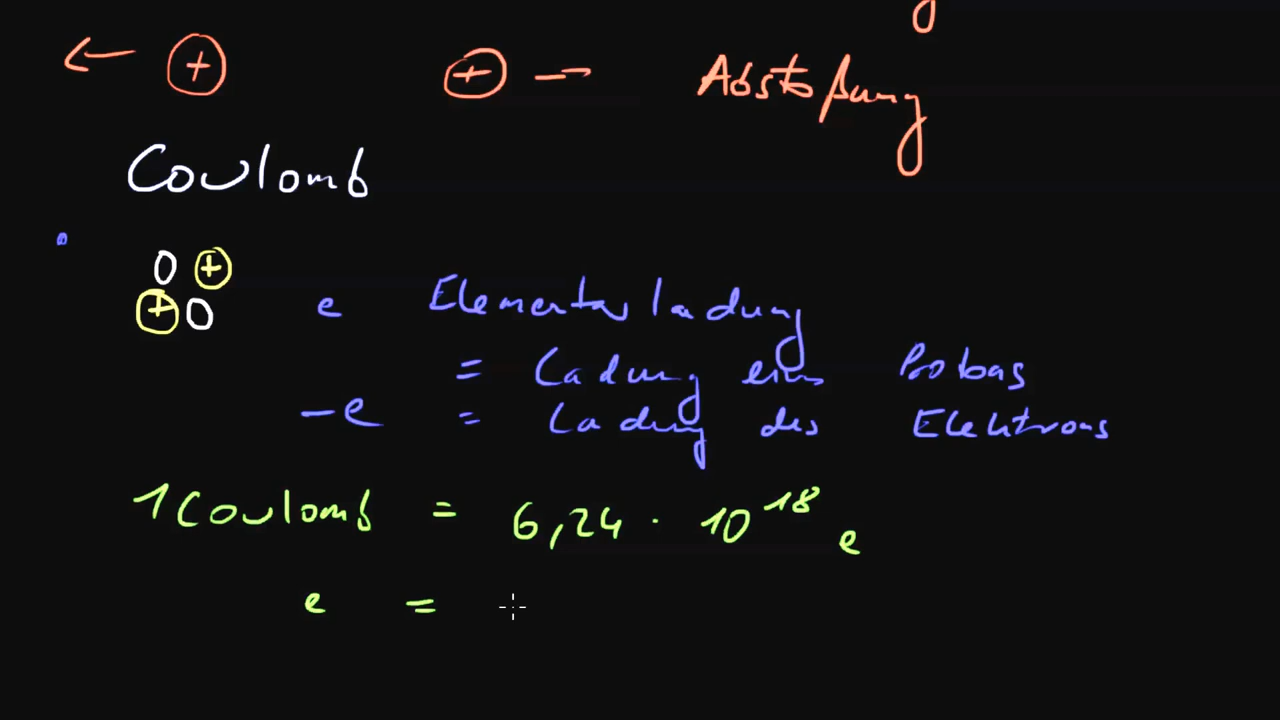 ← + + – Abstoßung
Coulomb
0 +
+ 0 e Elementarladung
= Ladung eines Protons
-e = Ladung des Elektrons
1 Coulomb = 6,24 · 10^18 e
e =